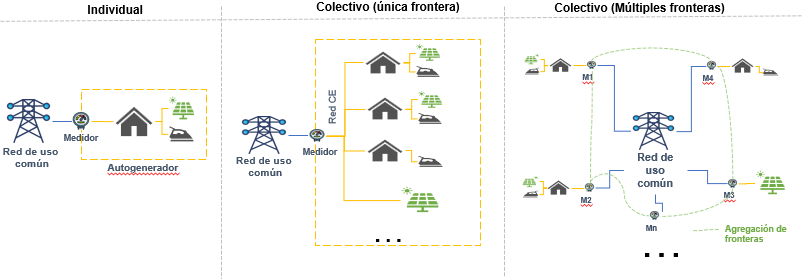 Individual
Medidor
Red de uso
común
Autogenerador
Colectivo (única frontera)
Red CE
Medidor
Red de uso
común
...
Colectivo (Múltiples fronteras)
M1
M4
Red de
uso
común
M2
M3
Mn
Agregación de
fronteras
...